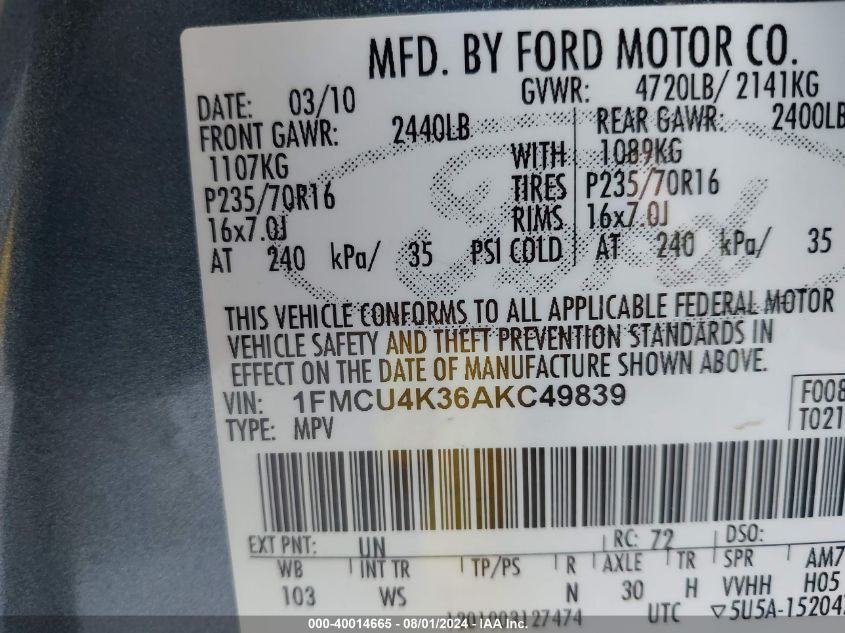 MFD. BY FORD MOTOR CO.
DATE: 03/10 GVWR: 4720LB/ 2141KG
FRONT GAWR: 2440LB REAR GAWR: 2400LB
1107KG WITH 1089KG
P235/70R16 TIRES P235/70R16
16x7.0J RIMS 16x7.0J
AT 240 kPa/ 35 PSI COLD AT 240 kPa/ 35
THIS VEHICLE CONFORMS TO ALL APPLICABLE FEDERAL MOTOR
VEHICLE SAFETY AND THEFT PREVENTION STANDARDS IN
EFFECT ON THE DATE OF MANUFACTURE SHOWN ABOVE.
VIN: 1FMCU4K36AKC49839 F008
TYPE: MPV T021
EXT PNT: UN RC: 72 DSO:
WB INT TR TP/PS R AXLE TR SPR AM7
103 WS N 30 H VVHH H05
UTC ▽5U5A-15204
000-40014665 - 08/01/2024 - IAAInc.com